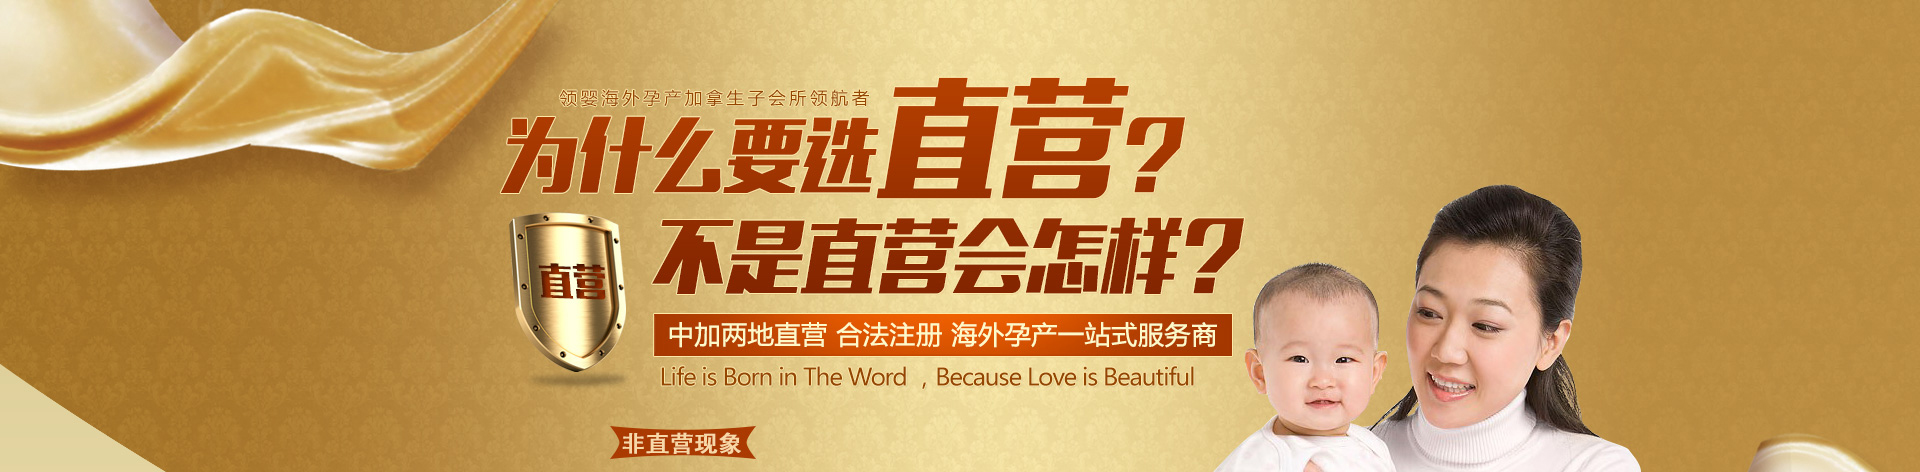 领婴海外孕产加拿生子会所领航者
为什么要选直营?
直营
不是直营会怎样?
中加两地直营 合法注册 海外孕产一站式服务商
Life is Born in The Word ，Because Love is Beautiful
非直营现象